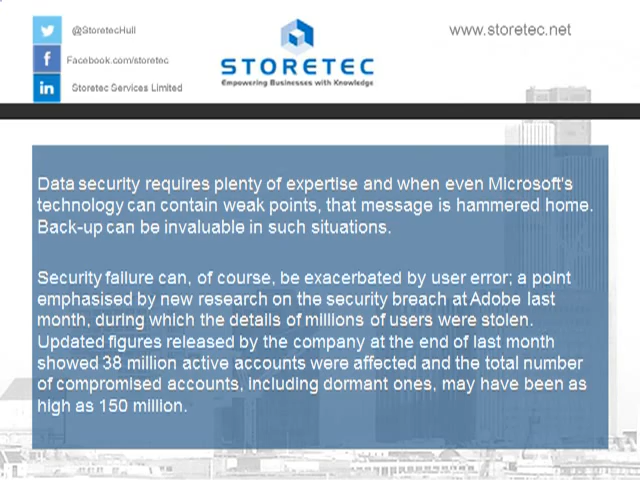 @StoretecHull
www.storetec.net
Facebook.com/storetec
STORETEC
Empowering Businesses with Knowledge
Storetec Services Limited
Data security requires plenty of expertise and when even Microsoft's
technology can contain weak points, that message is hammered home.
Back-up can be invaluable in such situations.
Security failure can, of course, be exacerbated by user error; a point
emphasised by new research on the security breach at Adobe last
month, during which the details of millions of users were stolen.
Updated figures released by the company at the end of last month
showed 38 million active accounts were affected and the total number
of compromised accounts, including dormant ones, may have been as
high as 150 million.